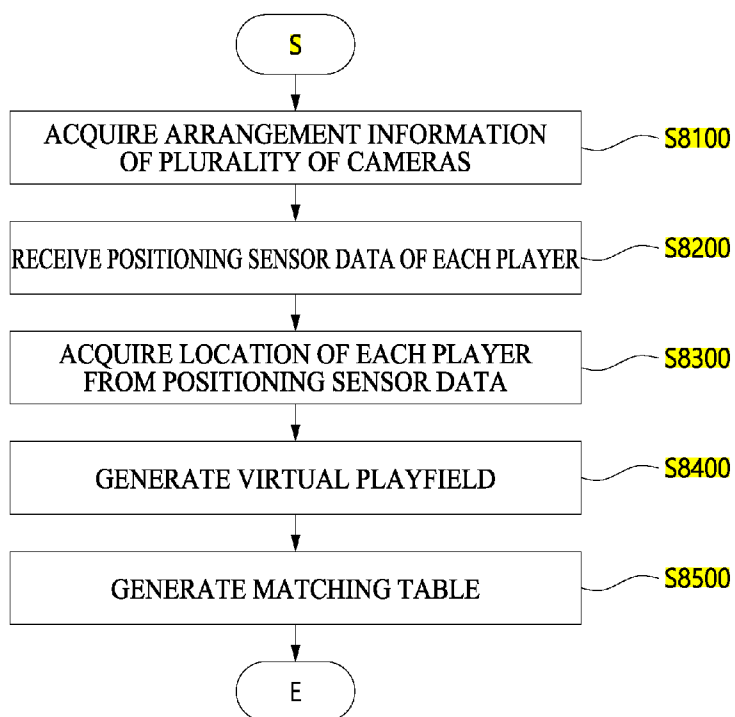 S
ACQUIRE ARRANGEMENT INFORMATION
OF PLURALITY OF CAMERAS
S8100
RECEIVE POSITIONING SENSOR DATA OF EACH PLAYER
S8200
ACQUIRE LOCATION OF EACH PLAYER
FROM POSITIONING SENSOR DATA
S8300
GENERATE VIRTUAL PLAYFIELD
S8400
GENERATE MATCHING TABLE
S8500
E